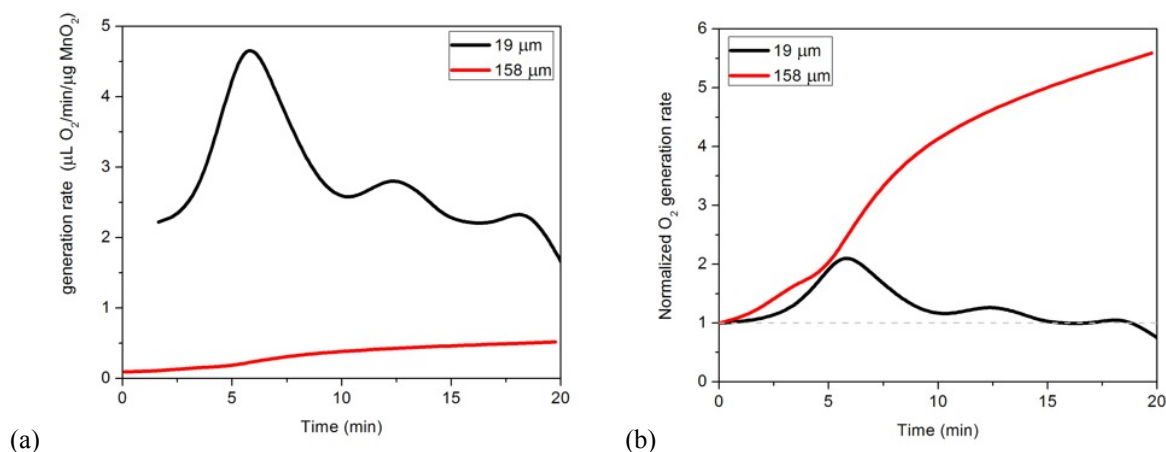 5
4
3
2
1
0
generation rate (μL O₂/min/μg MnO₂)
19 μm
158 μm
0
5
10
15
20
Time (min)
(a)
6
5
4
3
2
1
0
Normalized O₂ generation rate
19 μm
158 μm
0
5
10
15
20
Time (min)
(b)